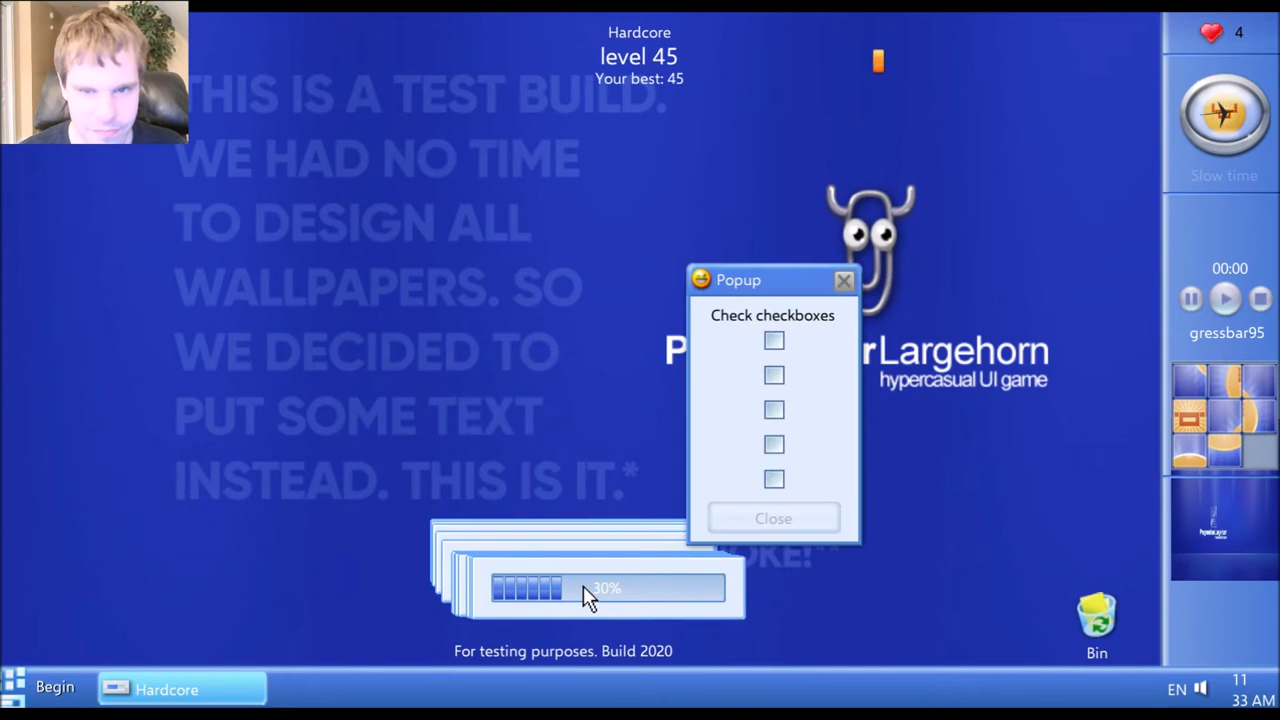 Hardcore
level 45
Your best: 45
4
THIS IS A TEST BUILD.
WE HAD NO TIME
TO DESIGN ALL
WALLPAPERS. SO
WE DECIDED TO
PUT SOME TEXT
INSTEAD. THIS IS IT.*
Slow time
00:00
gressbar95
Popup
Check checkboxes
Close
Largehorn
hypercasual UI game
30%
For testing purposes. Build 2020
Bin
Begin
Hardcore
EN
11
33 AM